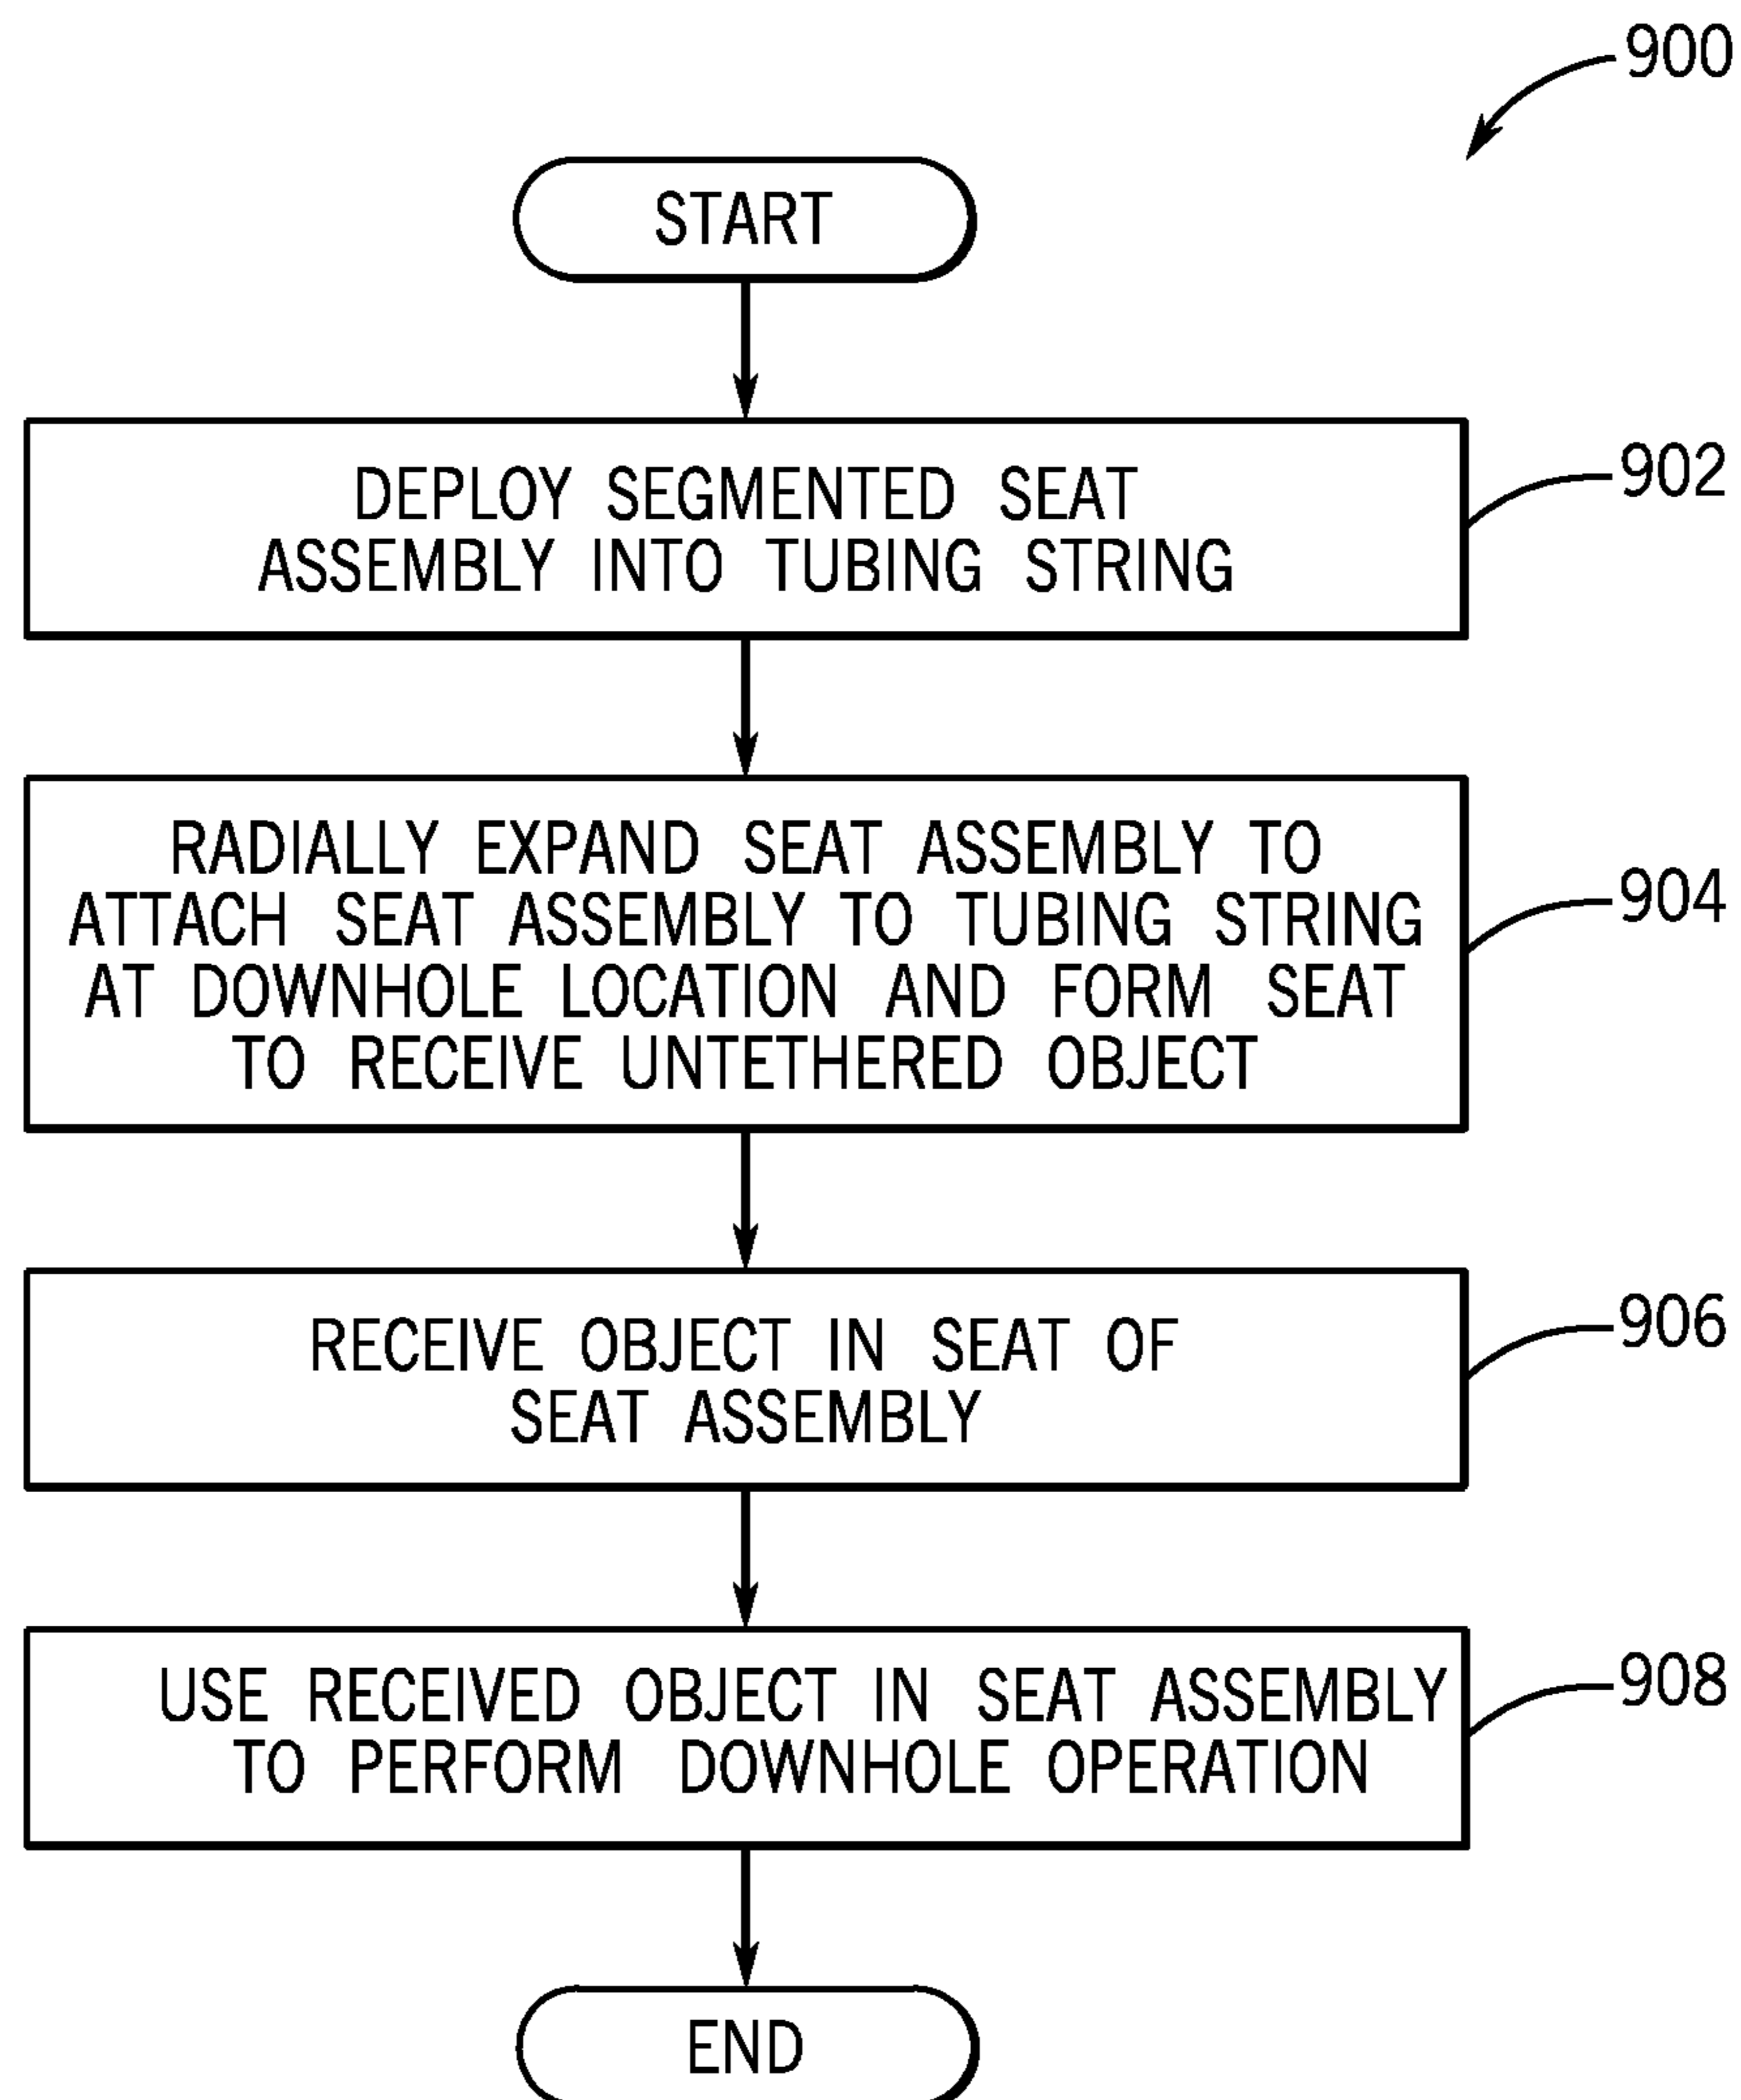 900
START
DEPLOY SEGMENTED SEAT
ASSEMBLY INTO TUBING STRING
902
RADIALLY EXPAND SEAT ASSEMBLY TO
ATTACH SEAT ASSEMBLY TO TUBING STRING
AT DOWNHOLE LOCATION AND FORM SEAT
TO RECEIVE UNTETHERED OBJECT
904
RECEIVE OBJECT IN SEAT OF
SEAT ASSEMBLY
906
USE RECEIVED OBJECT IN SEAT ASSEMBLY
TO PERFORM DOWNHOLE OPERATION
908
END